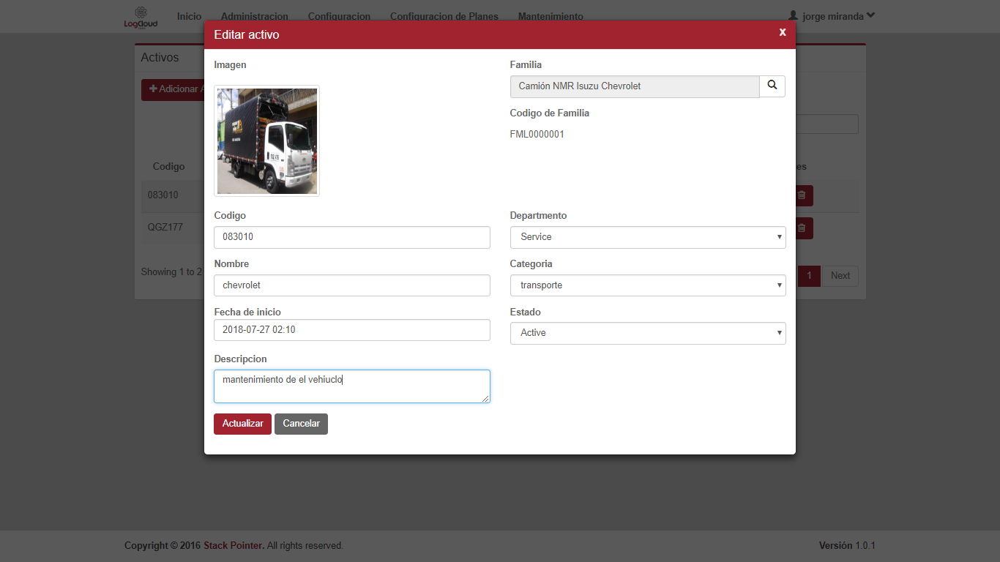 LogCloud
Inicio Administracion Configuracion Configuracion de Planes Mantenimiento jorge miranda
Editar activo x
Activos
Imagen
Familia
Camión NMR Isuzu Chevrolet
Adicionar A
Codigo de Familia
FML0000001
Codigo
es
083010
QGZ177
Codigo
083010
Departmento
Service
Nombre
chevrolet
Categoria
transporte
Showing 1 to 2
1 Next
Fecha de inicio
2018-07-27 02:10
Estado
Active
Descripcion
mantenimiento de el vehiuclo
Actualizar Cancelar
Copyright © 2016 Stack Pointer. All rights reserved.
Versión 1.0.1